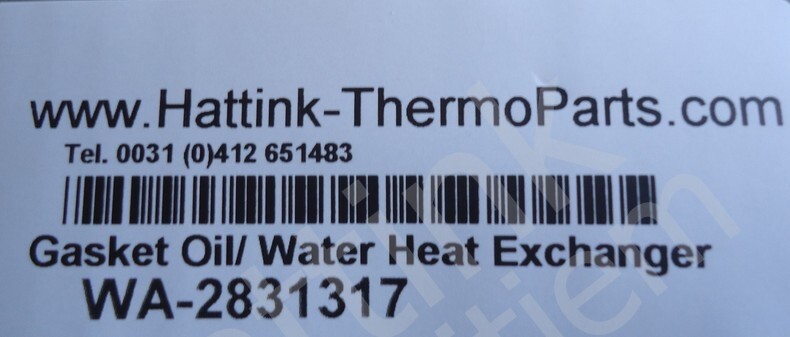 www.Hattink-ThermoParts.com
Tel. 0031 (0)412 651483
Gasket Oil/ Water Heat Exchanger
WA-2831317